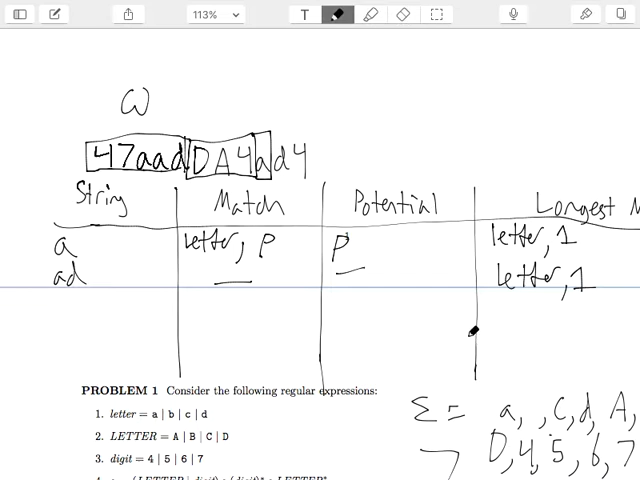 113%
T
ω
47aadDA4ad4
String Match Potential Longest M
a letter, P P letter, 1
ad — — letter, 1
PROBLEM 1 Consider the following regular expressions:
1. letter = a | b | c | d
2. LETTER = A | B | C | D
3. digit = 4 | 5 | 6 | 7
Σ = a, , C, d, A,
D, 4, 5, 6, 7